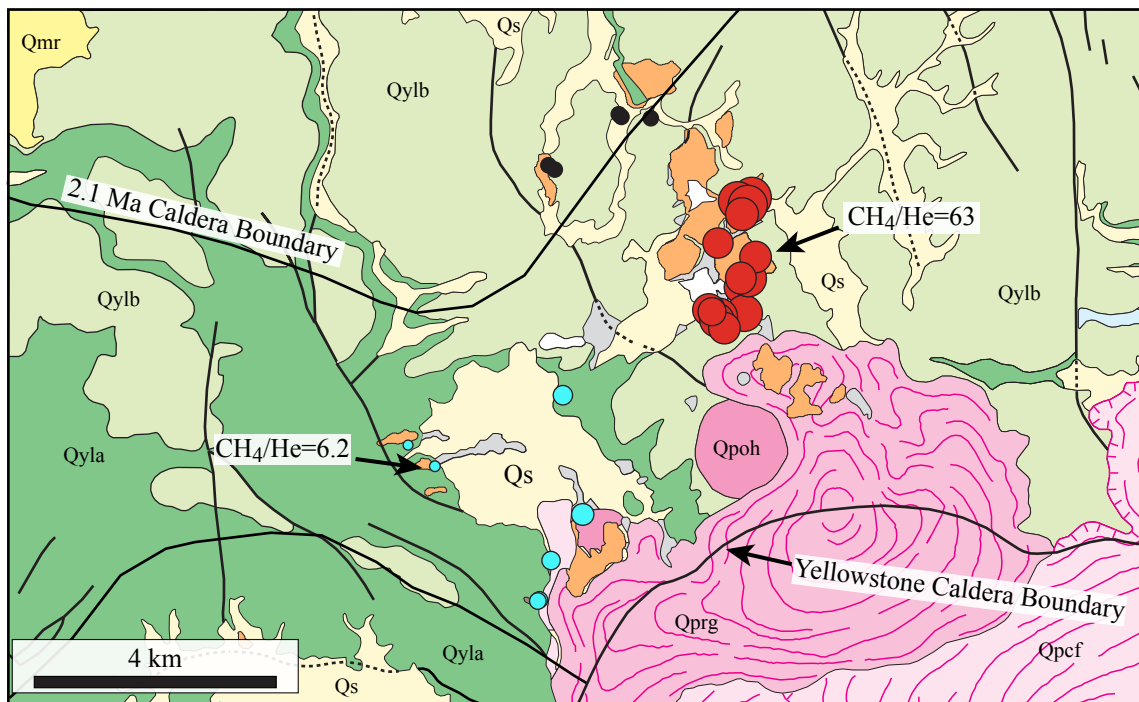 Qmr
Qs
Qylb
2.1 Ma Caldera Boundary
CH₄/He=63
Qylb
Qs
Qylb
Qyla
CH₄/He=6.2
Qs
Qpoh
Yellowstone Caldera Boundary
Qprg
4 km
Qyla
Qs
Qpcf